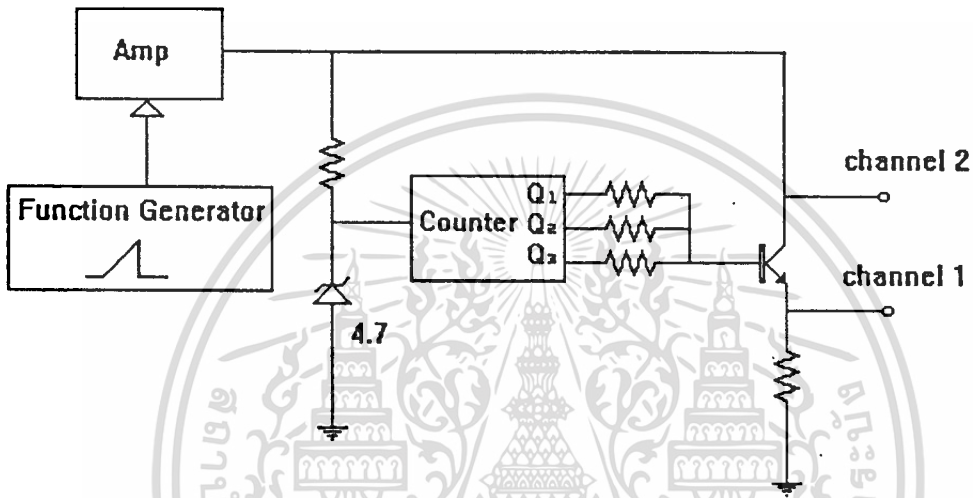 Amp
channel 2
Function Generator
Counter
Q1
Q2
Q3
channel 1
4.7